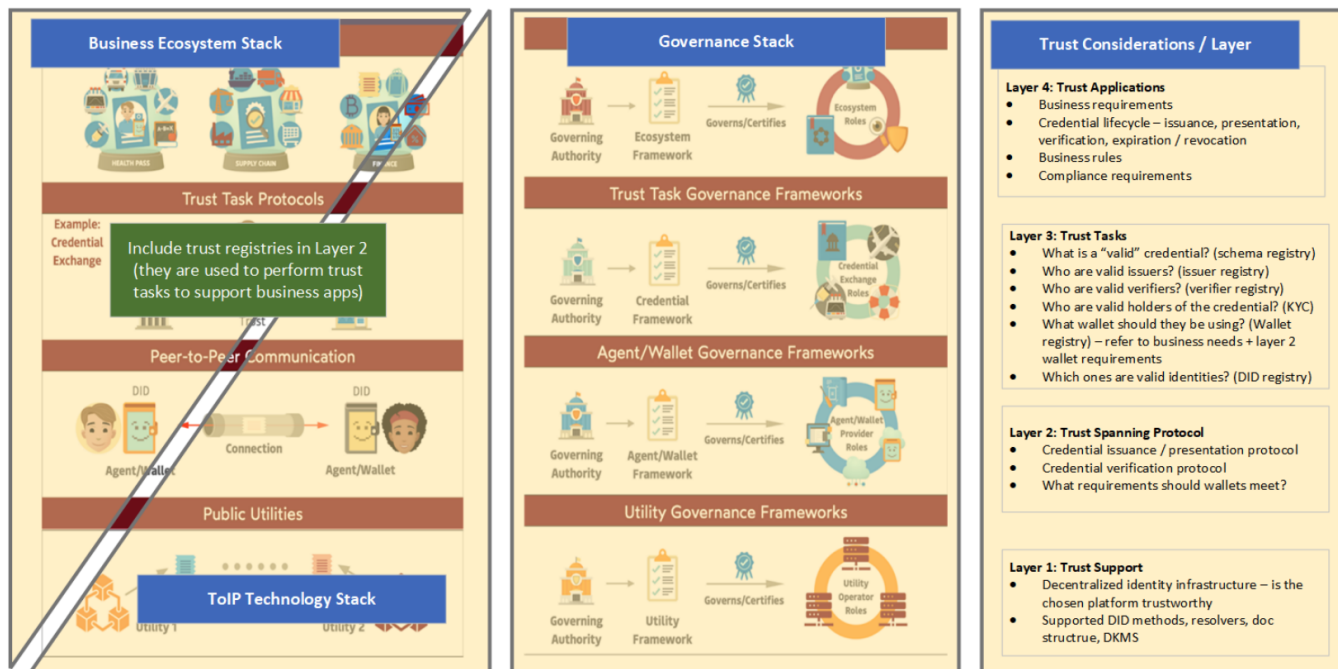 Business Ecosystem Stack
HEALTH PASS
SUPPLY CHAIN
FINANCE
Trust Task Protocols
Example:
Credential
Exchange
Include trust registries in Layer 2
(they are used to perform trust
tasks to support business apps)
Trust
Peer-to-Peer Communication
DID
DID
Connection
Agent/Wallet
Agent/Wallet
Public Utilities
ToIP Technology Stack
Utility 1
Utility 2
Governance Stack
Governing
Authority
Ecosystem
Framework
Governs/Certifies
Ecosystem
Roles
Trust Task Governance Frameworks
Governing
Authority
Credential
Framework
Governs/Certifies
Credential
Exchange
Roles
Agent/Wallet Governance Frameworks
Governing
Authority
Agent/Wallet
Framework
Governs/Certifies
Agent/Wallet
Provider
Roles
Utility Governance Frameworks
Governing
Authority
Utility
Framework
Governs/Certifies
Utility
Operator
Roles
Trust Considerations / Layer
Layer 4: Trust Applications
• Business requirements
• Credential lifecycle – issuance, presentation,
verification, expiration / revocation
• Business rules
• Compliance requirements
Layer 3: Trust Tasks
• What is a “valid” credential? (schema registry)
• Who are valid issuers? (issuer registry)
• Who are valid verifiers? (verifier registry)
• Who are valid holders of the credential? (KYC)
• What wallet should they be using? (Wallet
registry) – refer to business needs + layer 2
wallet requirements
• Which ones are valid identities? (DID registry)
Layer 2: Trust Spanning Protocol
• Credential issuance / presentation protocol
• Credential verification protocol
• What requirements should wallets meet?
Layer 1: Trust Support
• Decentralized identity infrastructure – is the
chosen platform trustworthy
• Supported DID methods, resolvers, doc
structrue, DKMS